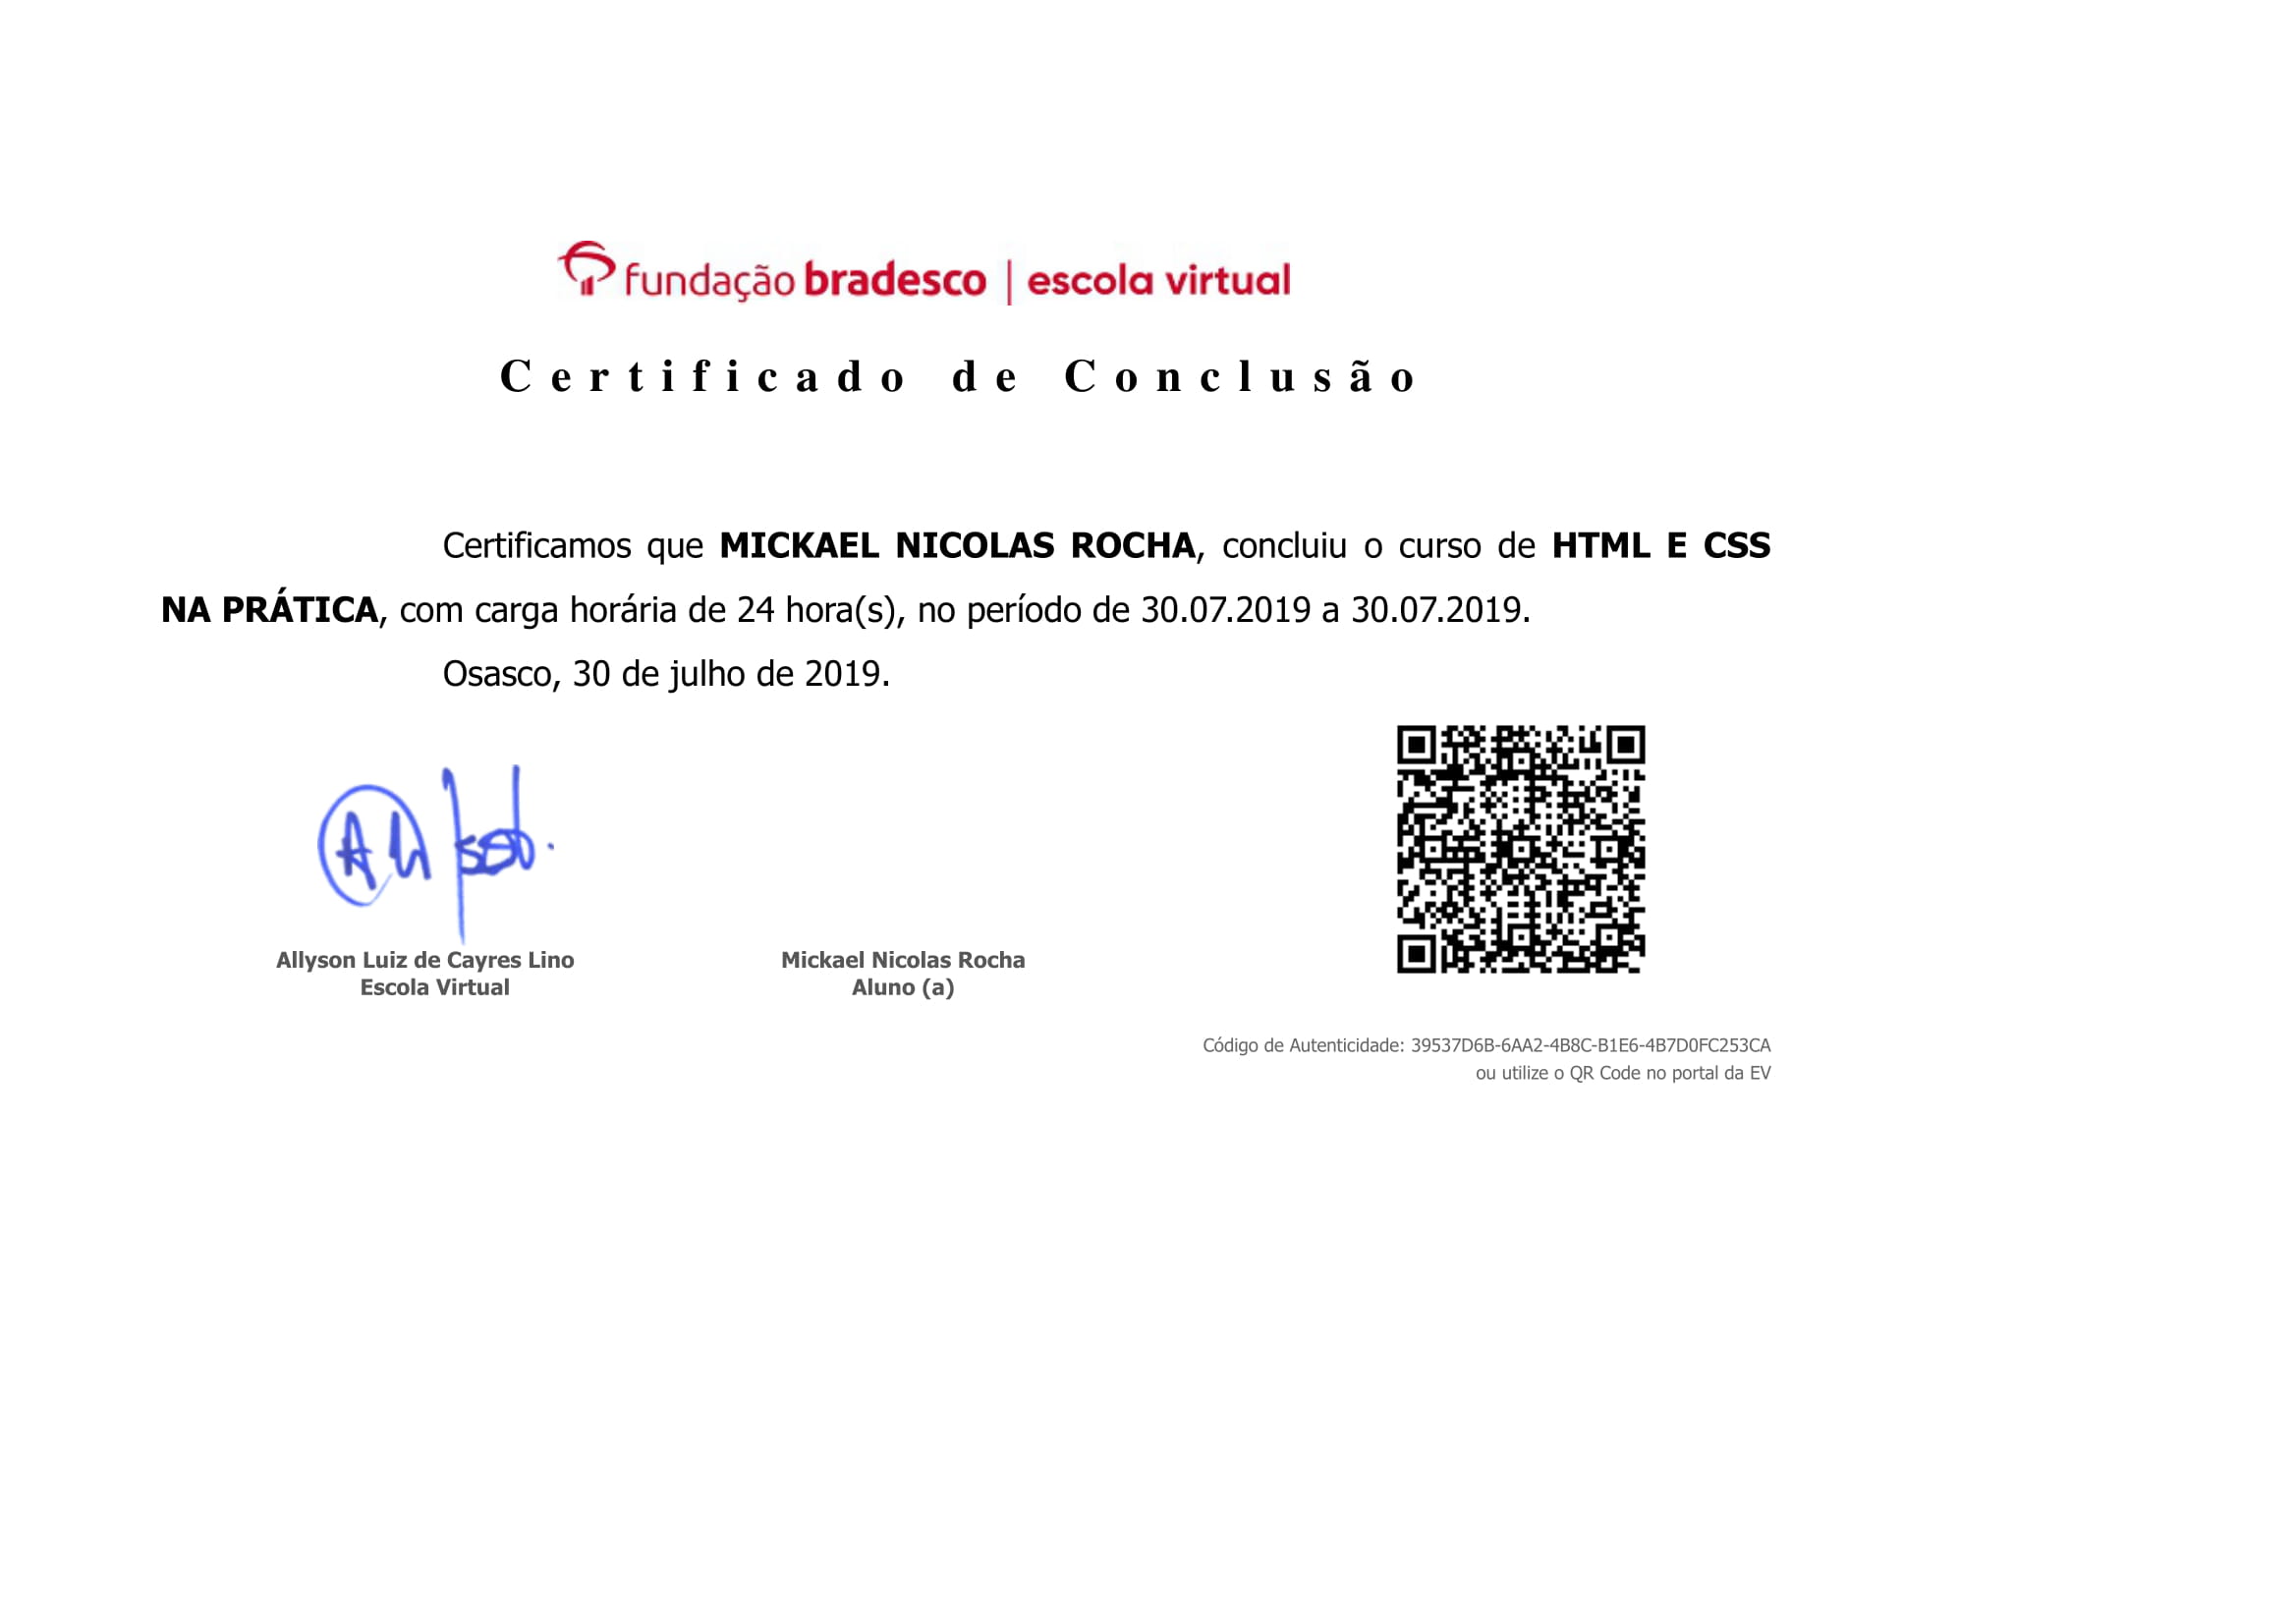 fundação bradesco | escola virtual
Certificado de Conclusão
Certificamos que MICKAEL NICOLAS ROCHA, concluiu o curso de HTML E CSS
NA PRÁTICA, com carga horária de 24 hora(s), no período de 30.07.2019 a 30.07.2019.
Osasco, 30 de julho de 2019.
Allyson Luiz de Cayres Lino
Escola Virtual
Mickael Nicolas Rocha
Aluno (a)
Código de Autenticidade: 39537D6B-6AA2-4B8C-B1E6-4B7D0FC253CA
ou utilize o QR Code no portal da EV